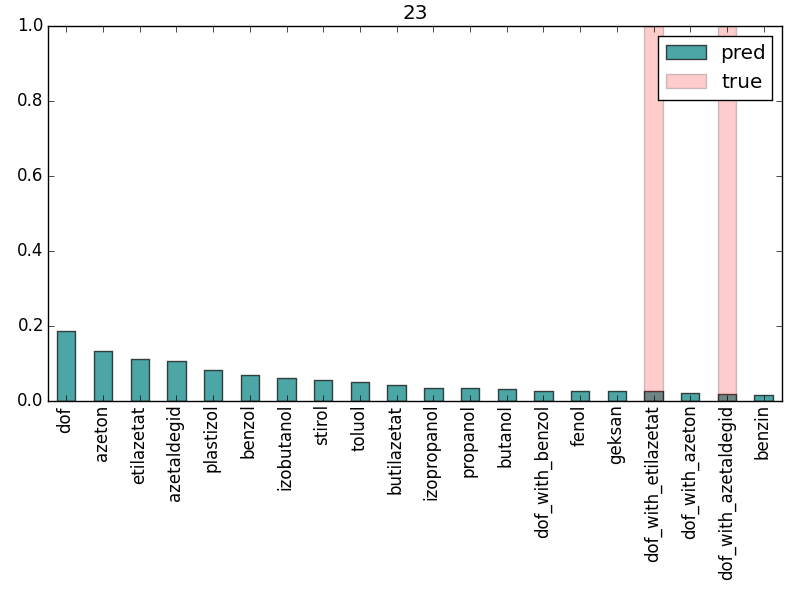 23
1.0
0.8
0.6
0.4
0.2
0.0
pred
true
dof
azeton
etilazetat
azetaldegid
plastizol
benzol
izobutanol
stirol
toluol
butilazetat
izopropanol
propanol
butanol
dof_with_benzol
fenol
geksan
dof_with_etilazetat
dof_with_azeton
dof_with_azetaldegid
benzin